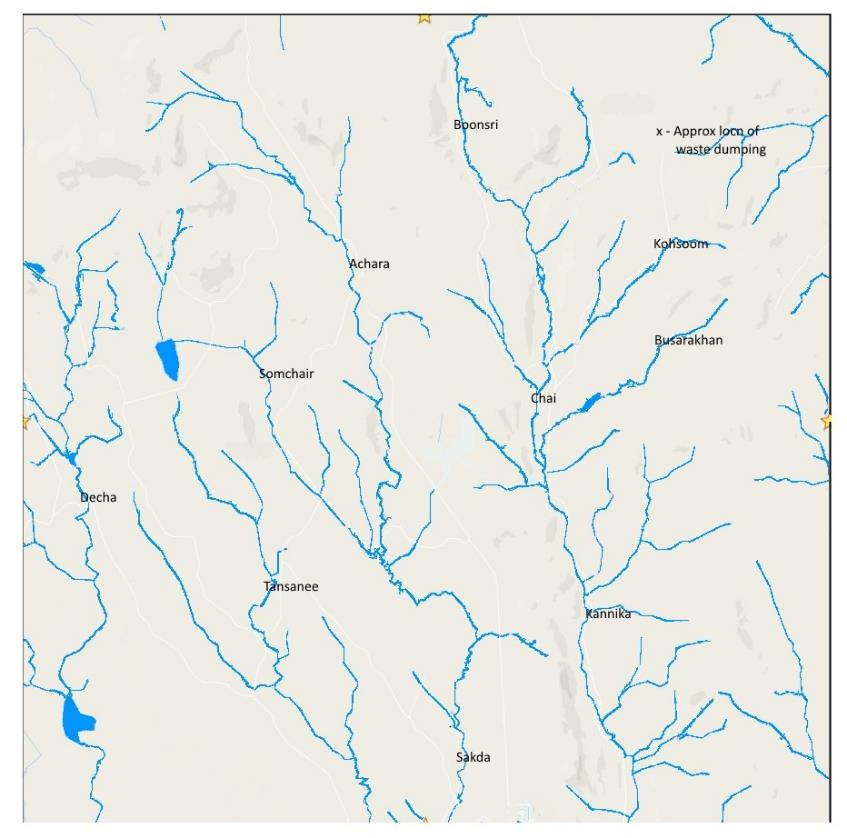 Boonsri
x - Approx locn of
waste dumping
Kohsoom
Achara
Busarakhan
Somchair
Chai
Decha
Tansanee
Kannika
Sakda